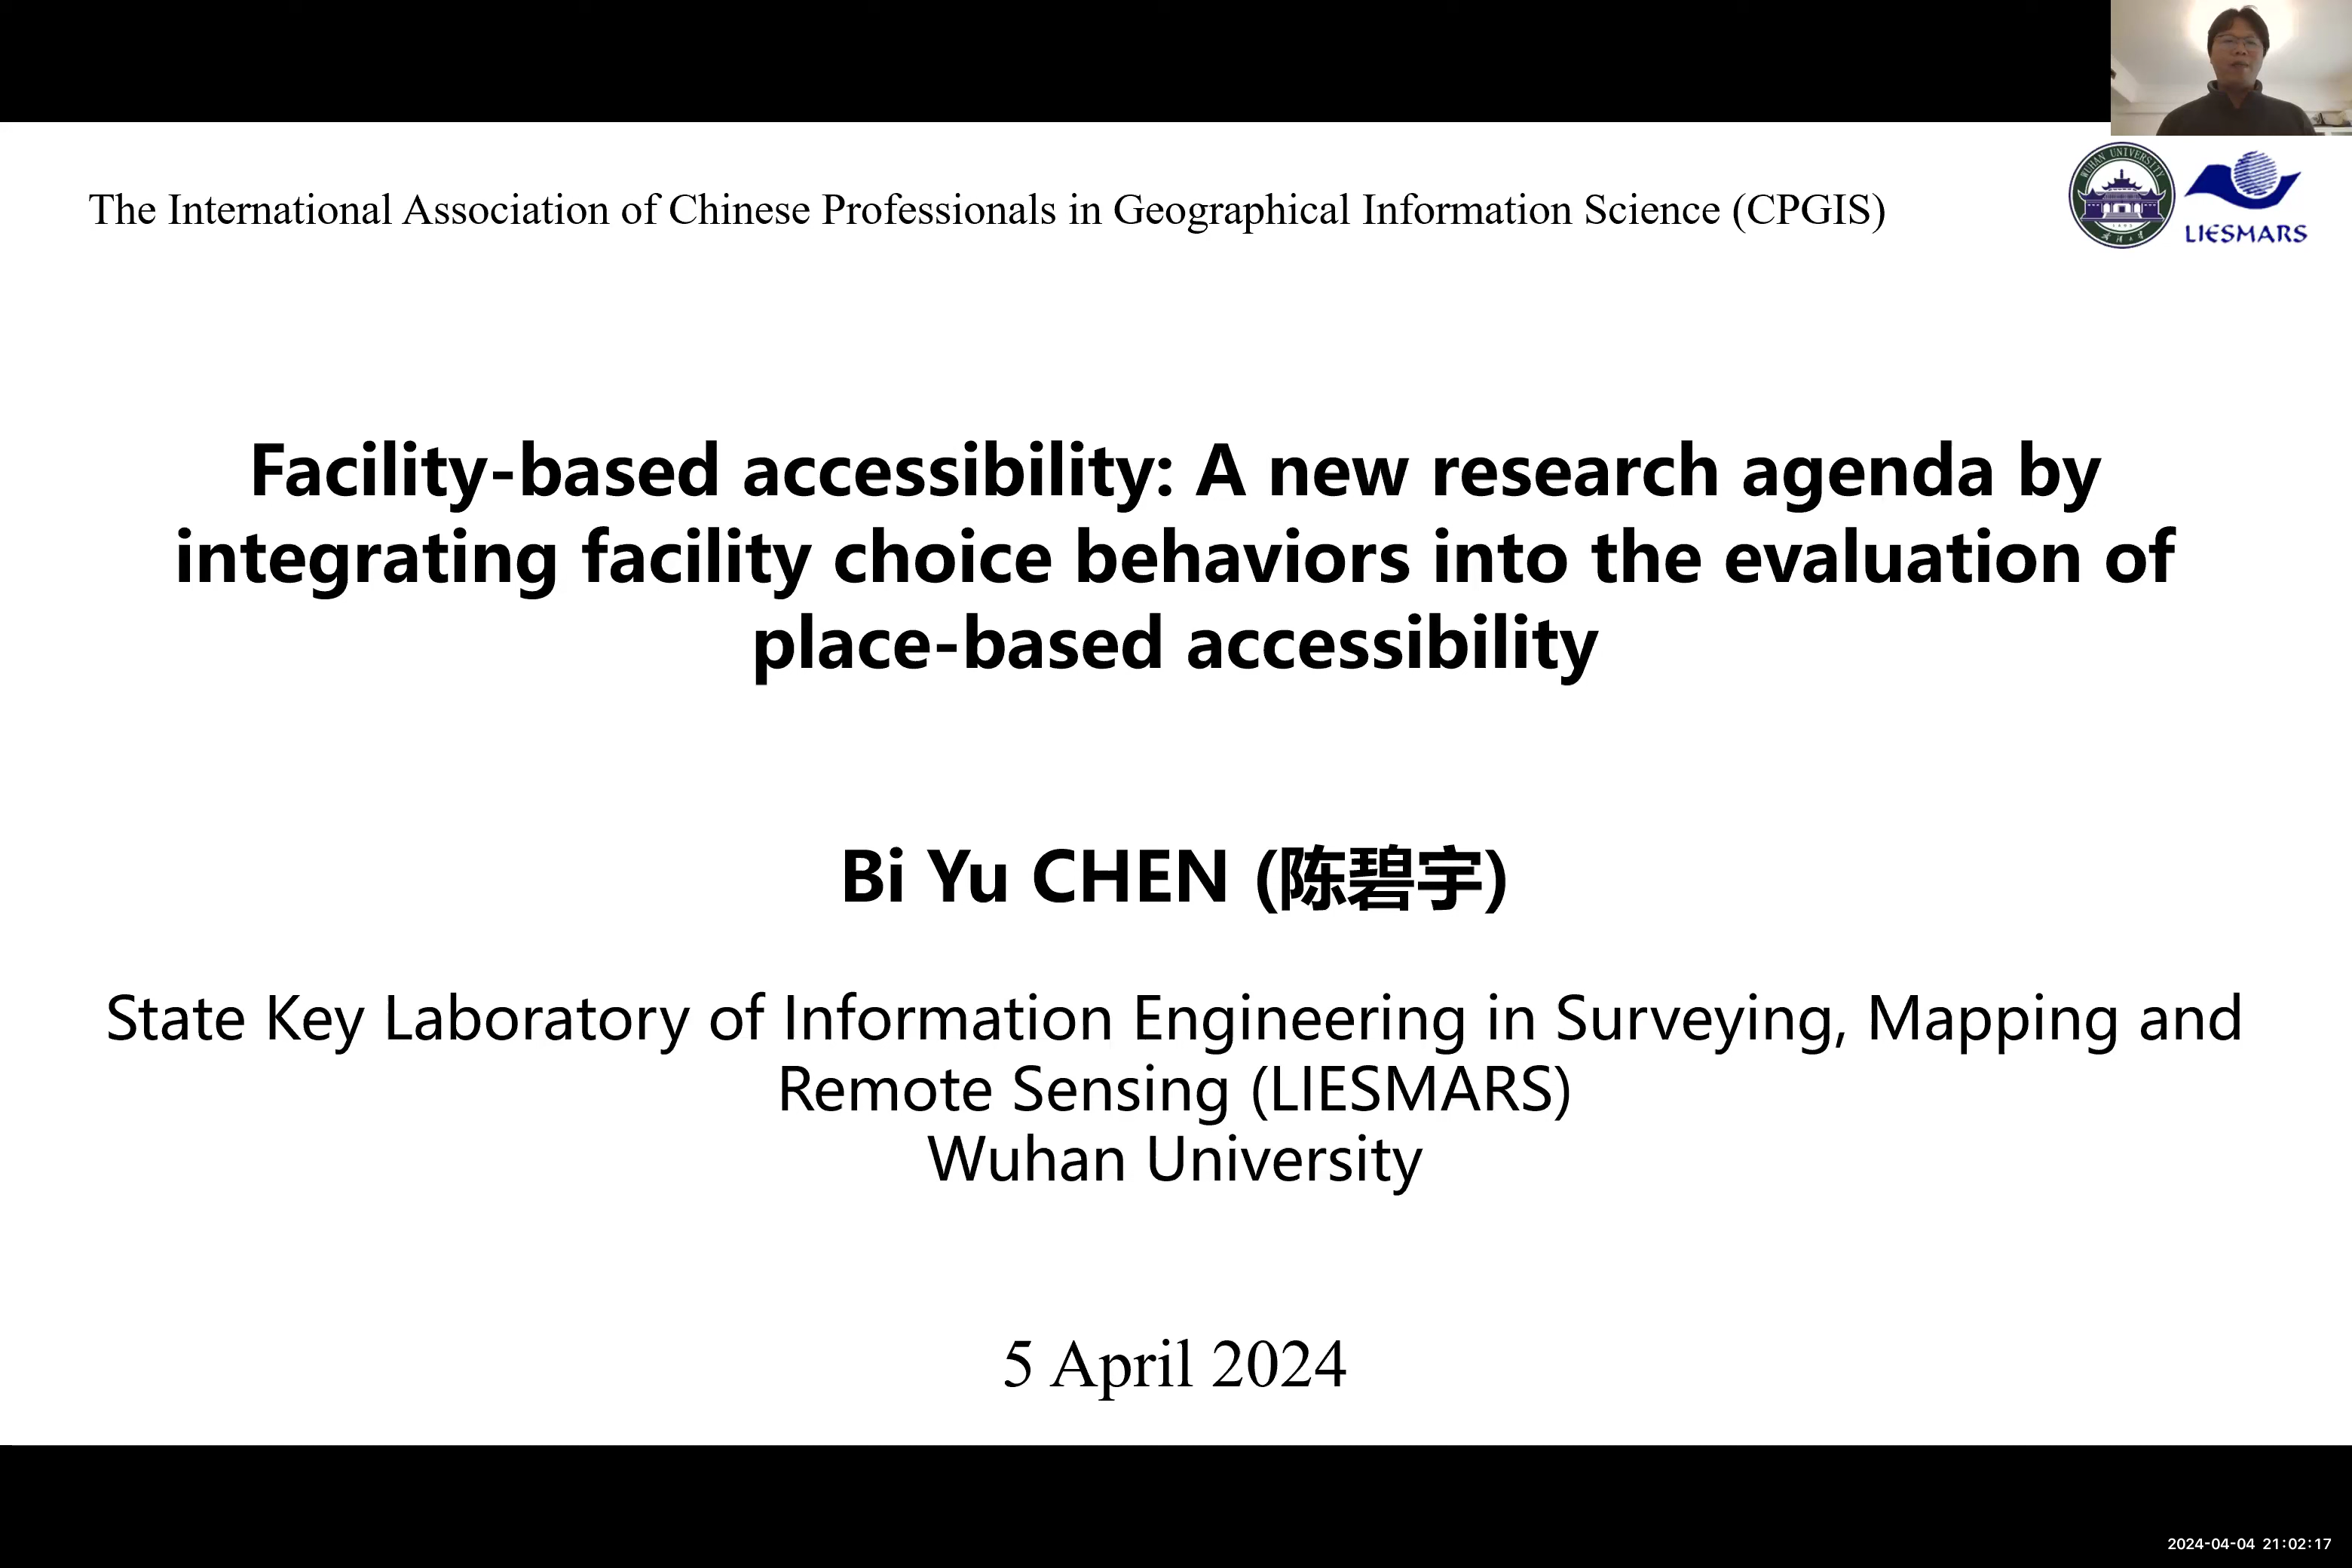 The International Association of Chinese Professionals in Geographical Information Science (CPGIS)
WUHAN UNIVERSITY
LIESMARS
Facility-based accessibility: A new research agenda by
integrating facility choice behaviors into the evaluation of
place-based accessibility
Bi Yu CHEN (陈碧宇)
State Key Laboratory of Information Engineering in Surveying, Mapping and
Remote Sensing (LIESMARS)
Wuhan University
5 April 2024
2024-04-04 21:02:17